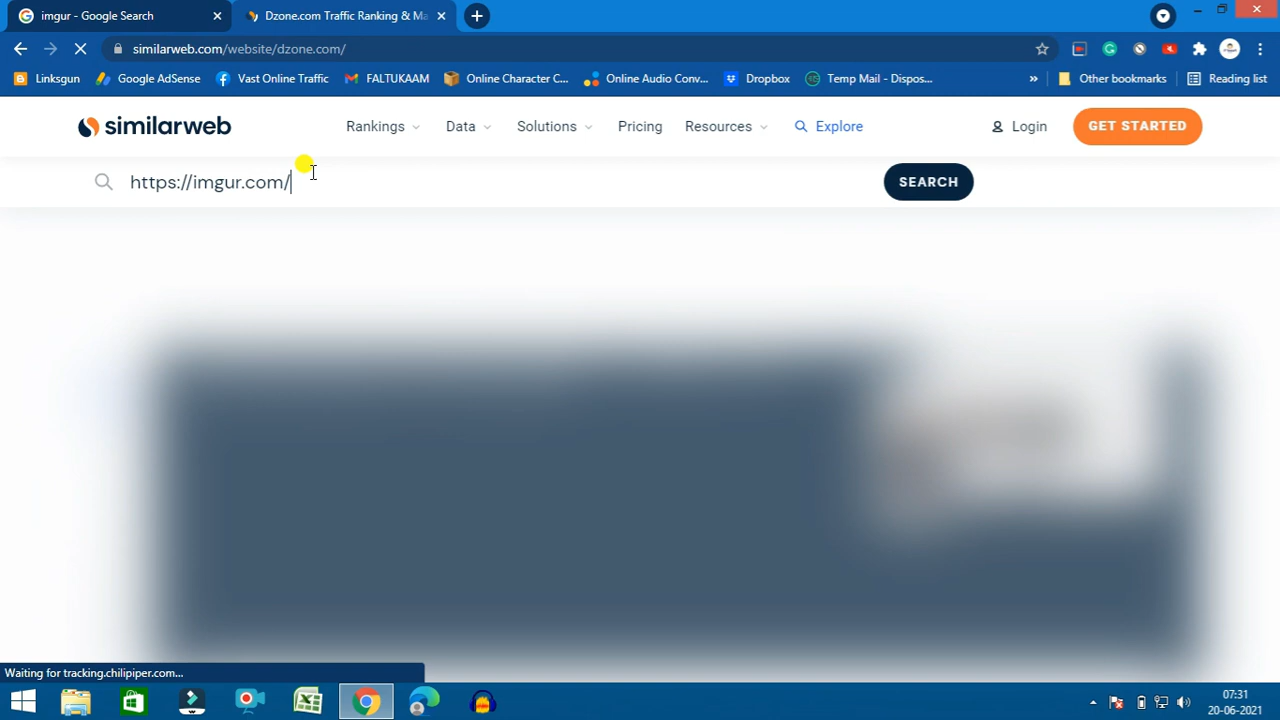 imgur - Google Search
Dzone.com Traffic Ranking & Ma
similarweb.com/website/dzone.com/
Linksgun
Google AdSense
Vast Online Traffic
FALTUKAAM
Online Character C...
Online Audio Conv...
Dropbox
Temp Mail - Dispos...
»
Other bookmarks
Reading list
similarweb
Rankings
Data
Solutions
Pricing
Resources
Explore
Login
GET STARTED
https://imgur.com/
SEARCH
Waiting for tracking.chilipiper.com...
07:31
20-06-2021